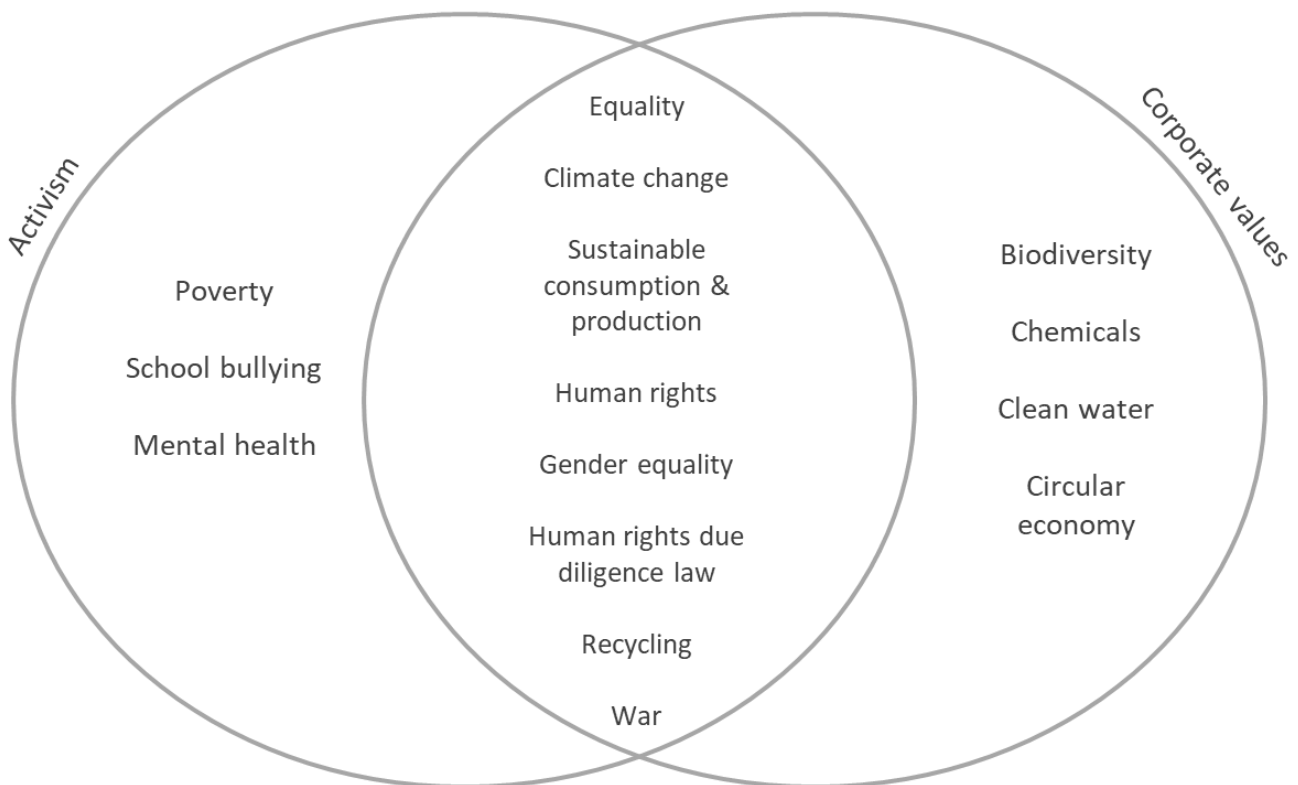 Activism
Poverty
School bullying
Mental health
Equality
Climate change
Sustainable
consumption &
production
Human rights
Gender equality
Human rights due
diligence law
Recycling
War
Corporate values
Biodiversity
Chemicals
Clean water
Circular
economy